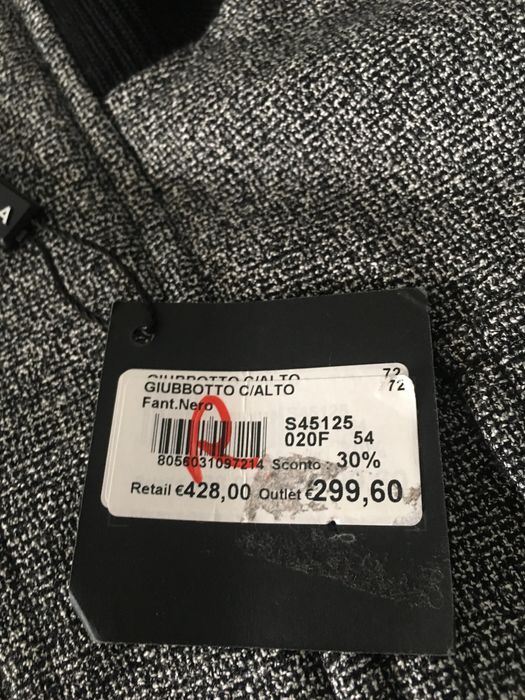 A
GIUBBOTTO C/ALTO 72
GIUBBOTTO C/ALTO 72
Fant.Nero
R
S45125
020F 54
8056031097214 Sconto : 30%
Retail €428,00 Outlet €299,60